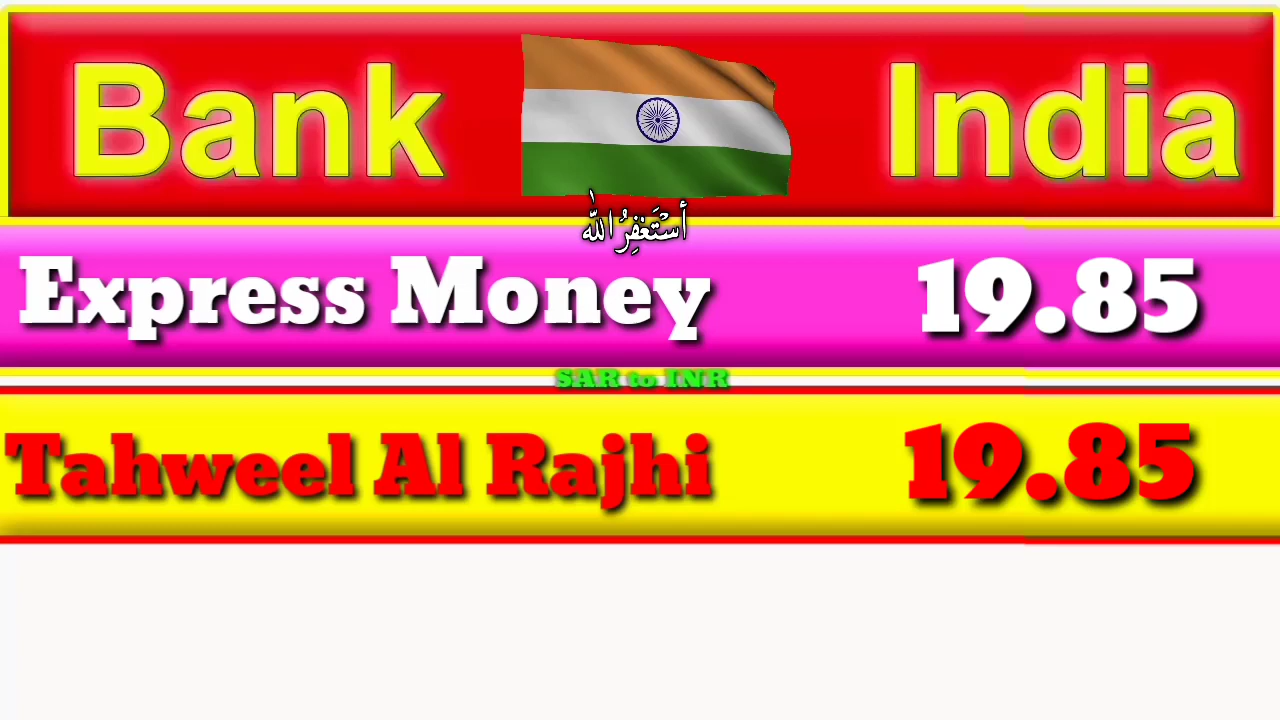 Bank India
أَسْتَغْفِرُ اللّٰه
Express Money 19.85
SAR to INR
Tahweel Al Rajhi 19.85